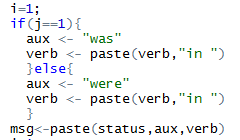 i=1;
if(j==1){
aux <- "was"
verb <- paste(verb,"in ")
}else{
aux <- "were"
verb <- paste(verb,"in ")
}
msg<-paste(status,aux,verb)